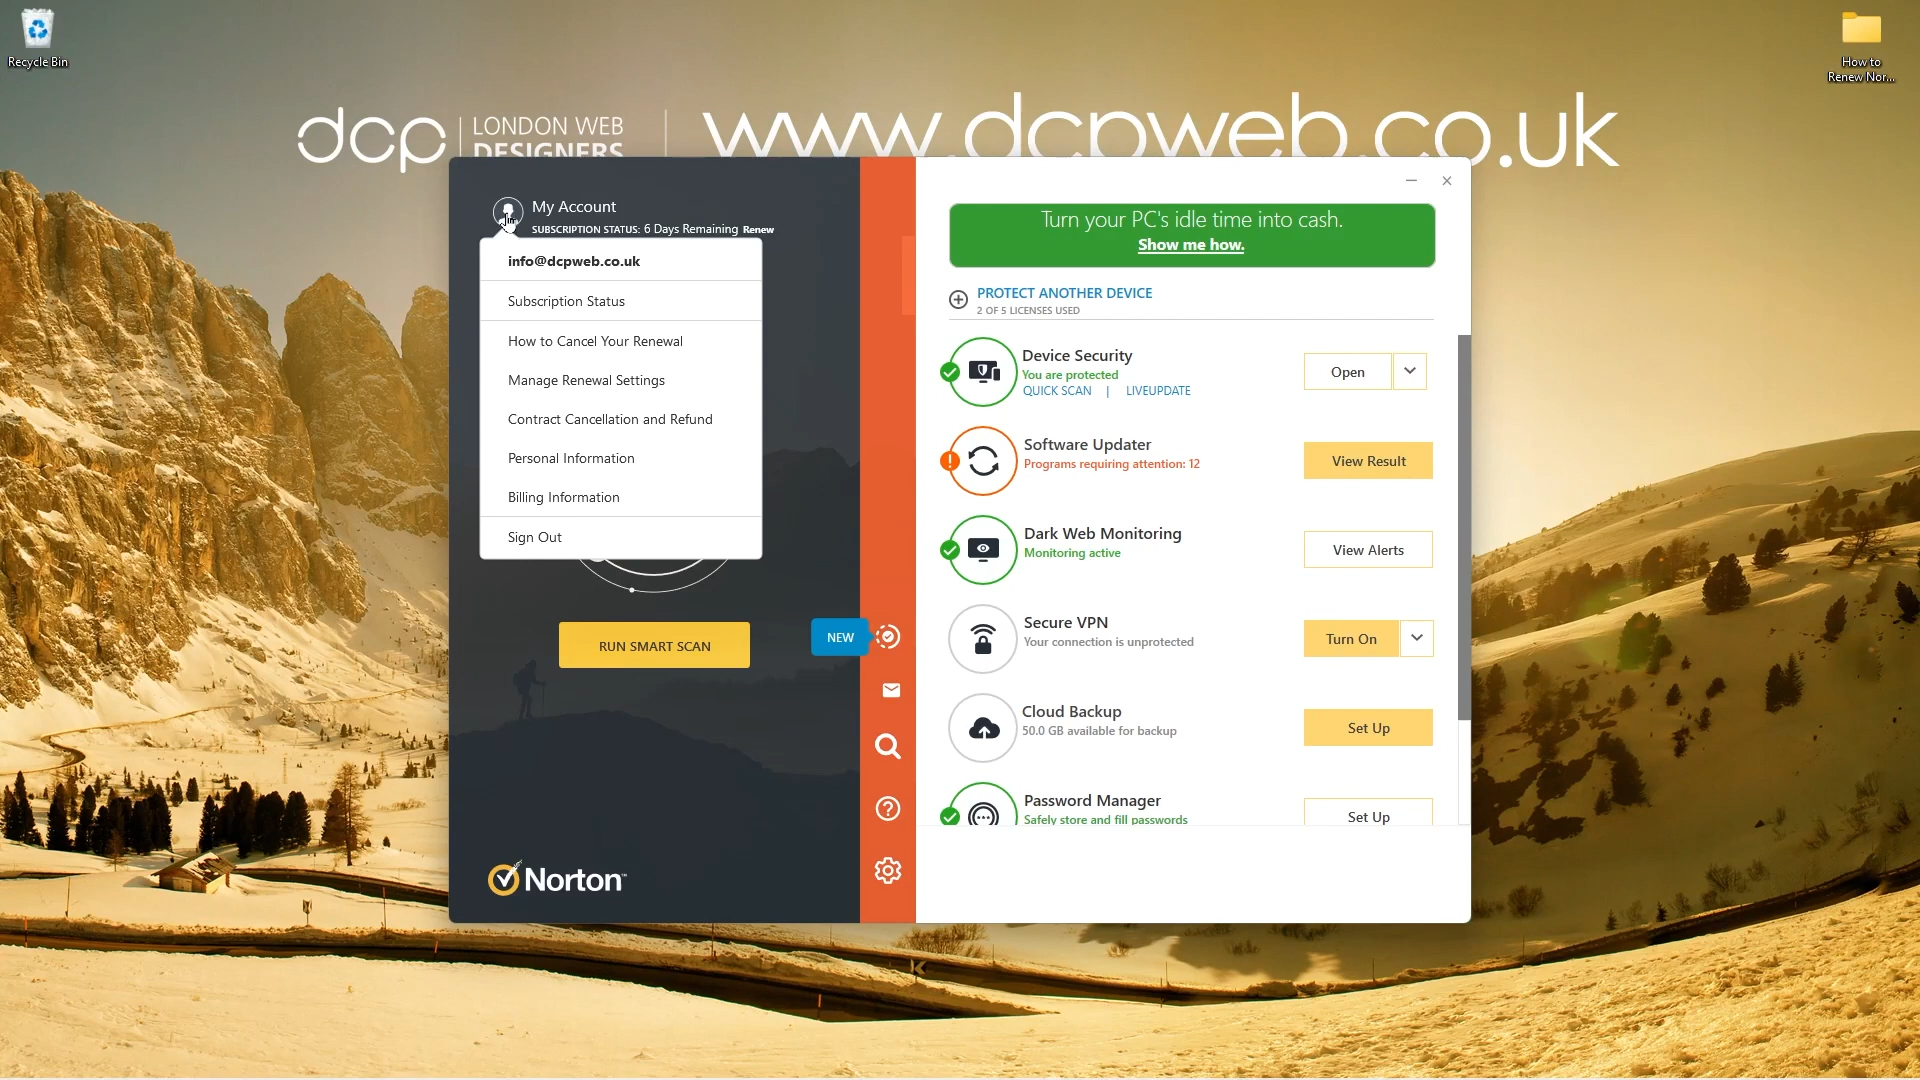 Recycle Bin
How to
Renew Nor...
dcp
LONDON WEB
DESIGNERS
www.dcpweb.co.uk
My Account
SUBSCRIPTION STATUS: 6 Days Remaining Renew
info@dcpweb.co.uk
Subscription Status
How to Cancel Your Renewal
Manage Renewal Settings
Contract Cancellation and Refund
Personal Information
Billing Information
Sign Out
RUN SMART SCAN
NEW
Norton™
Turn your PC's idle time into cash.
Show me how.
PROTECT ANOTHER DEVICE
2 OF 5 LICENSES USED
Device Security
You are protected
QUICK SCAN | LIVEUPDATE
Open
Software Updater
Programs requiring attention: 12
View Result
Dark Web Monitoring
Monitoring active
View Alerts
Secure VPN
Your connection is unprotected
Turn On
Cloud Backup
50.0 GB available for backup
Set Up
Password Manager
Safely store and fill passwords
Set Up